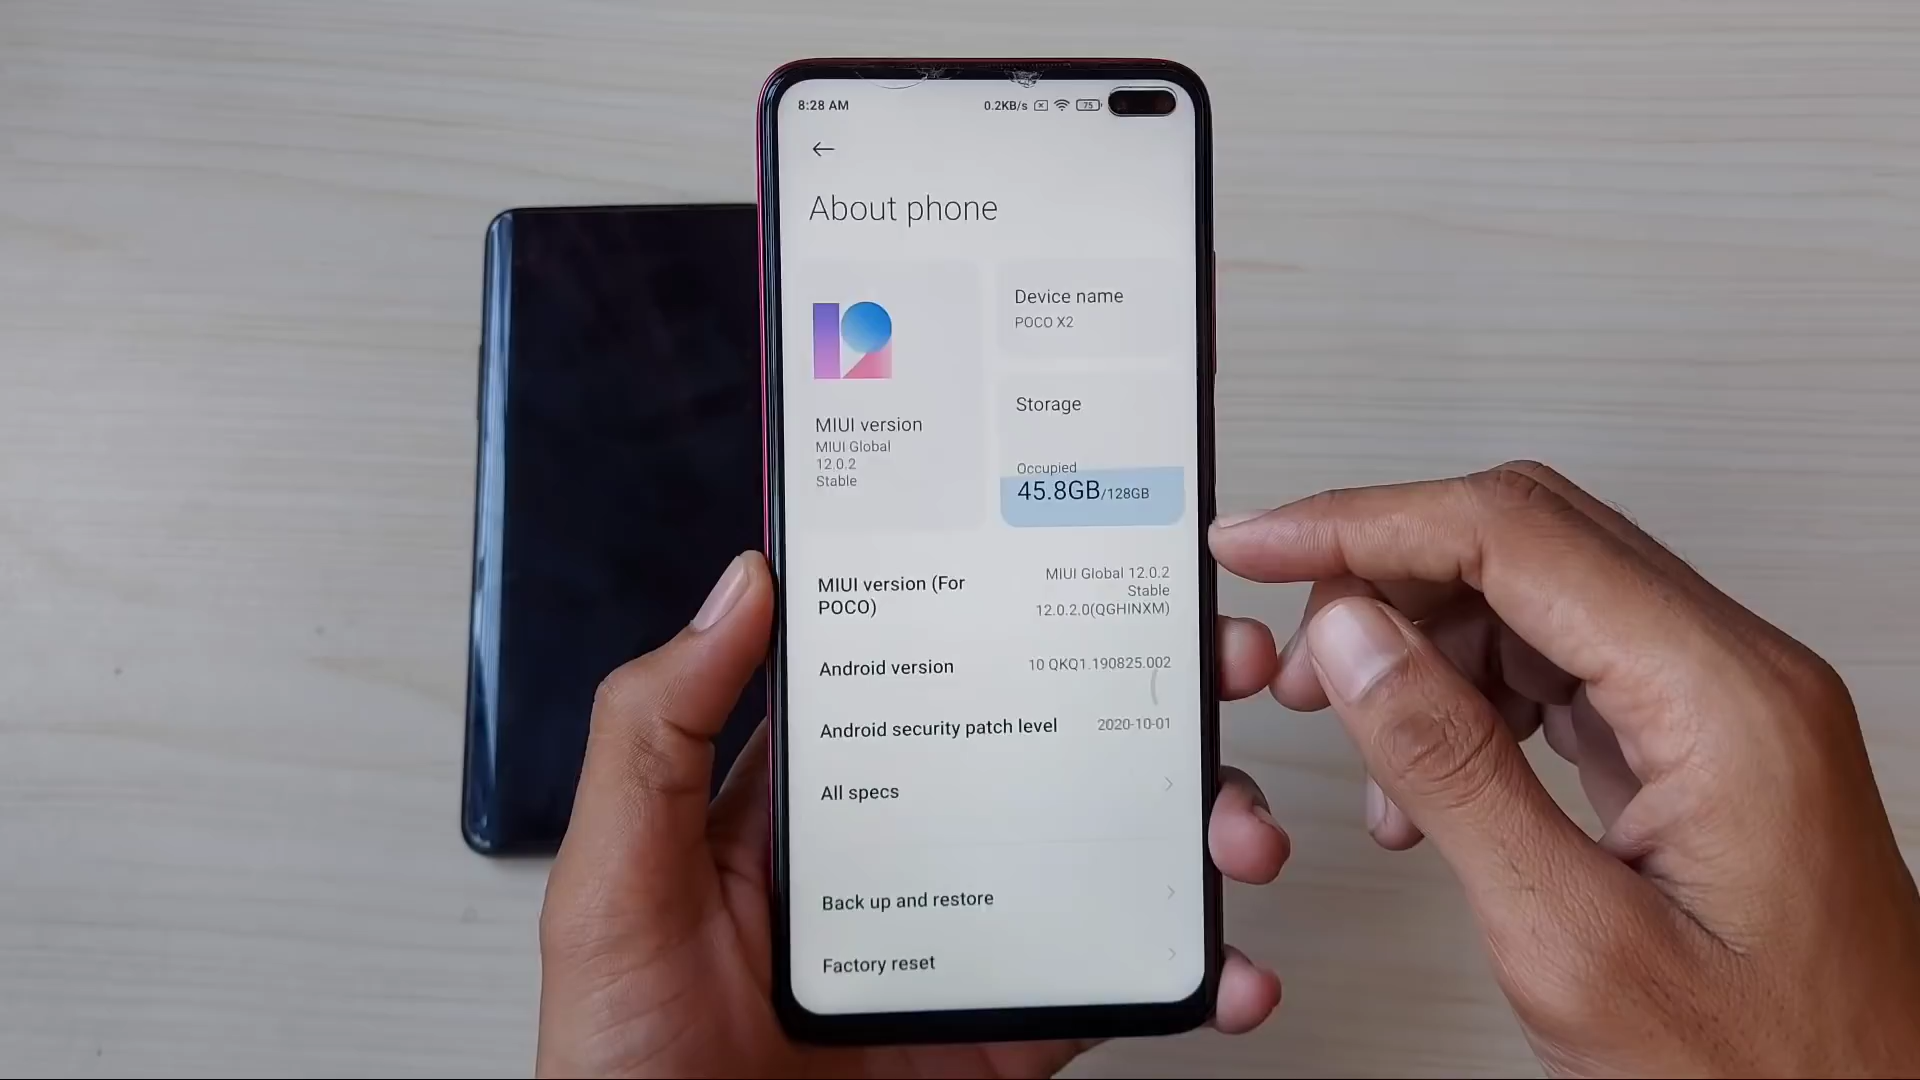 8:28 AM
0.2KB/s
75
About phone
Device name
POCO X2
MIUI version
MIUI Global
12.0.2
Stable
Storage
Occupied
45.8GB/128GB
MIUI version (For
POCO)
MIUI Global 12.0.2
Stable
12.0.2.0(QGHINXM)
Android version
10 QKQ1.190825.002
Android security patch level
2020-10-01
All specs
Back up and restore
Factory reset